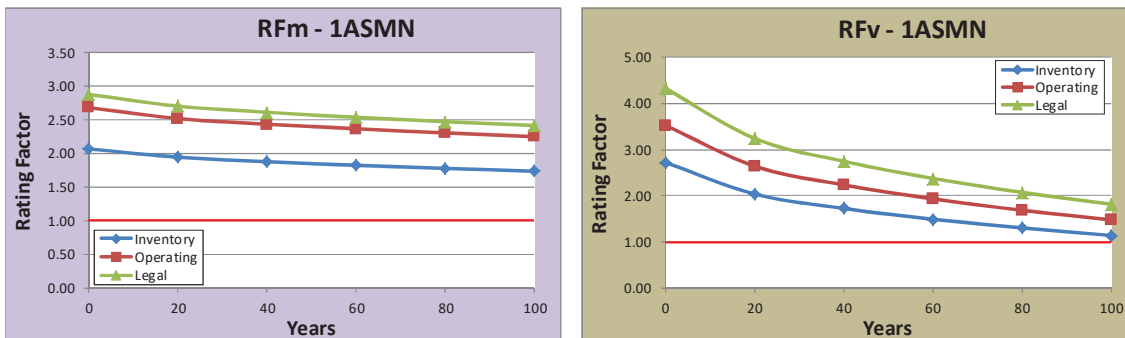 RFm - 1ASMN
Rating Factor
3.50
3.00
2.50
2.00
1.50
1.00
0.50
0.00
Inventory
Operating
Legal
0 20 40 60 80 100
Years
RFv - 1ASMN
Rating Factor
5.00
4.00
3.00
2.00
1.00
0.00
Inventory
Operating
Legal
0 20 40 60 80 100
Years